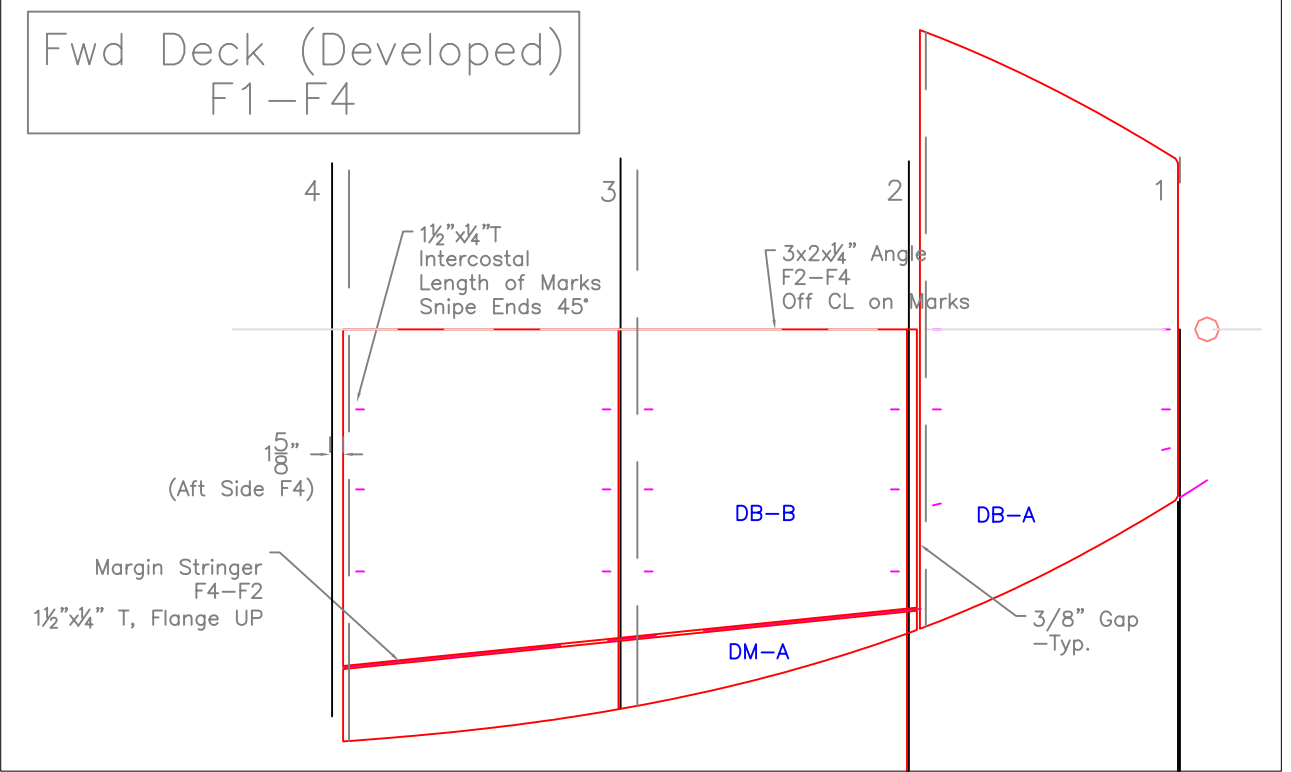 Fwd Deck (Developed)
F1-F4
4
3
2
1
1½"x¼"T
Intercostal
Length of Marks
Snipe Ends 45°
3x2x¼" Angle
F2-F4
Off CL on Marks
1 5/8"
(Aft Side F4)
DB-B
DB-A
Margin Stringer
F4-F2
1½"x¼" T, Flange UP
DM-A
3/8" Gap
-Typ.